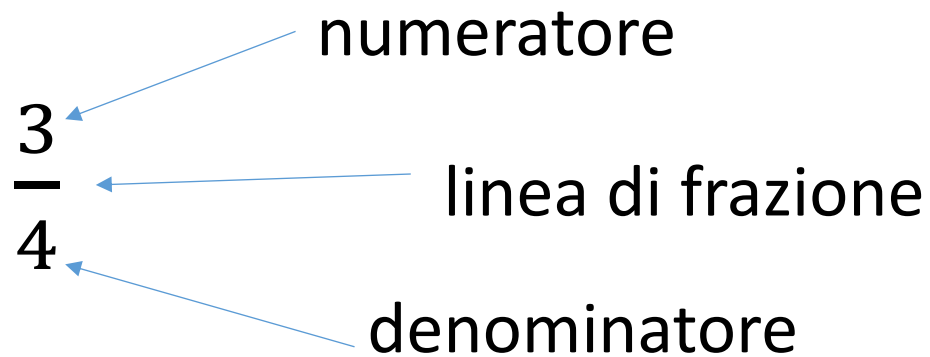 numeratore
3
linea di frazione
4
denominatore